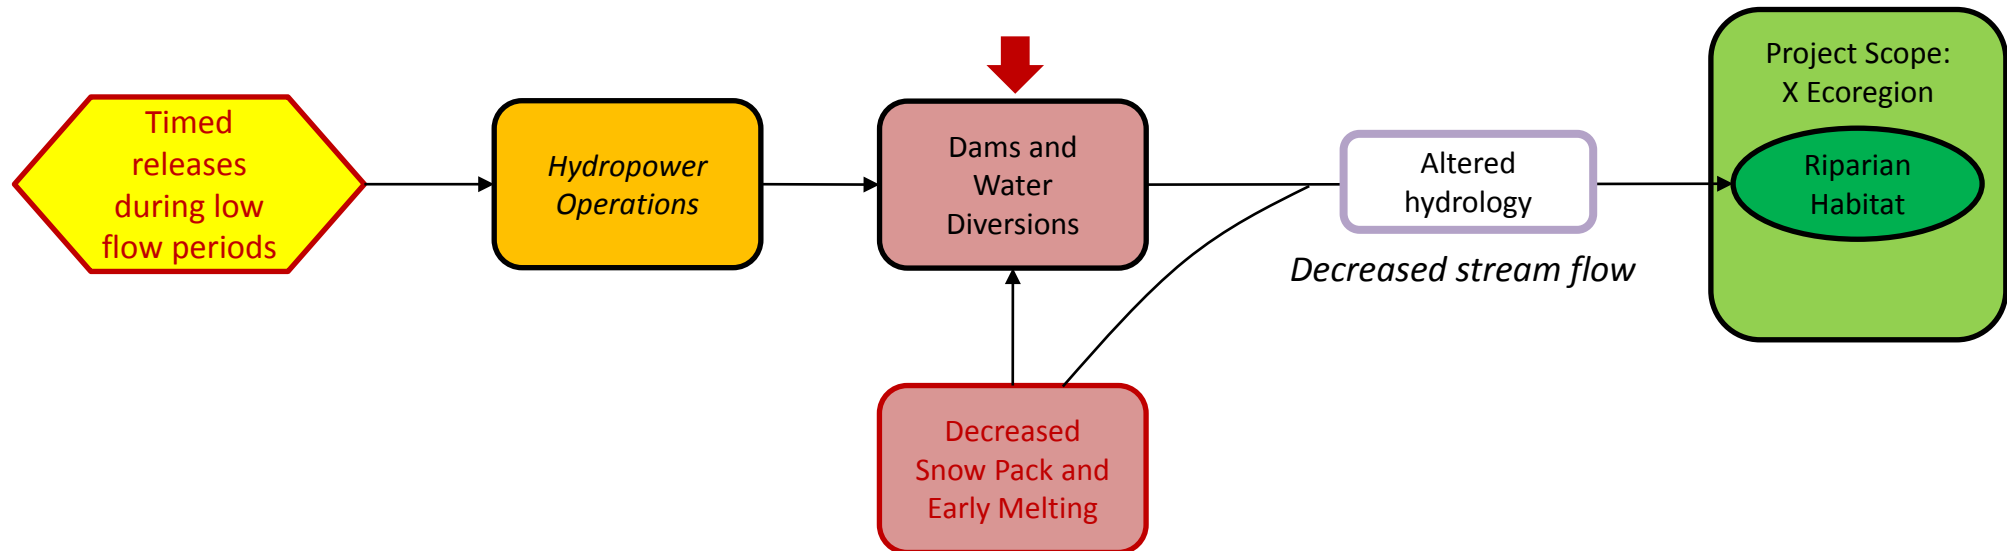 Timed
releases
during low
flow periods
Hydropower
Operations
Dams and
Water
Diversions
Altered
hydrology
Decreased stream flow
Project Scope:
X Ecoregion
Riparian
Habitat
Decreased
Snow Pack and
Early Melting